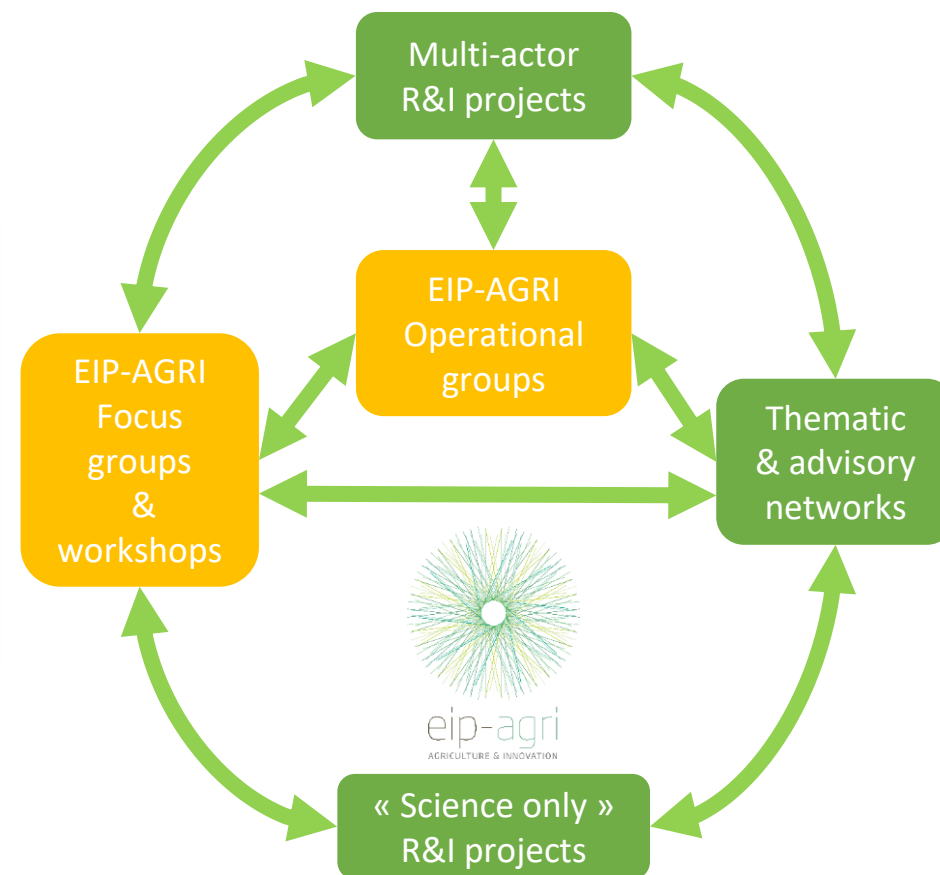 Multi-actor
R&I projects
EIP-AGRI
Operational
groups
EIP-AGRI
Focus
groups
&
workshops
Thematic
& advisory
networks
eip-agri
AGRICULTURE & INNOVATION
« Science only »
R&I projects